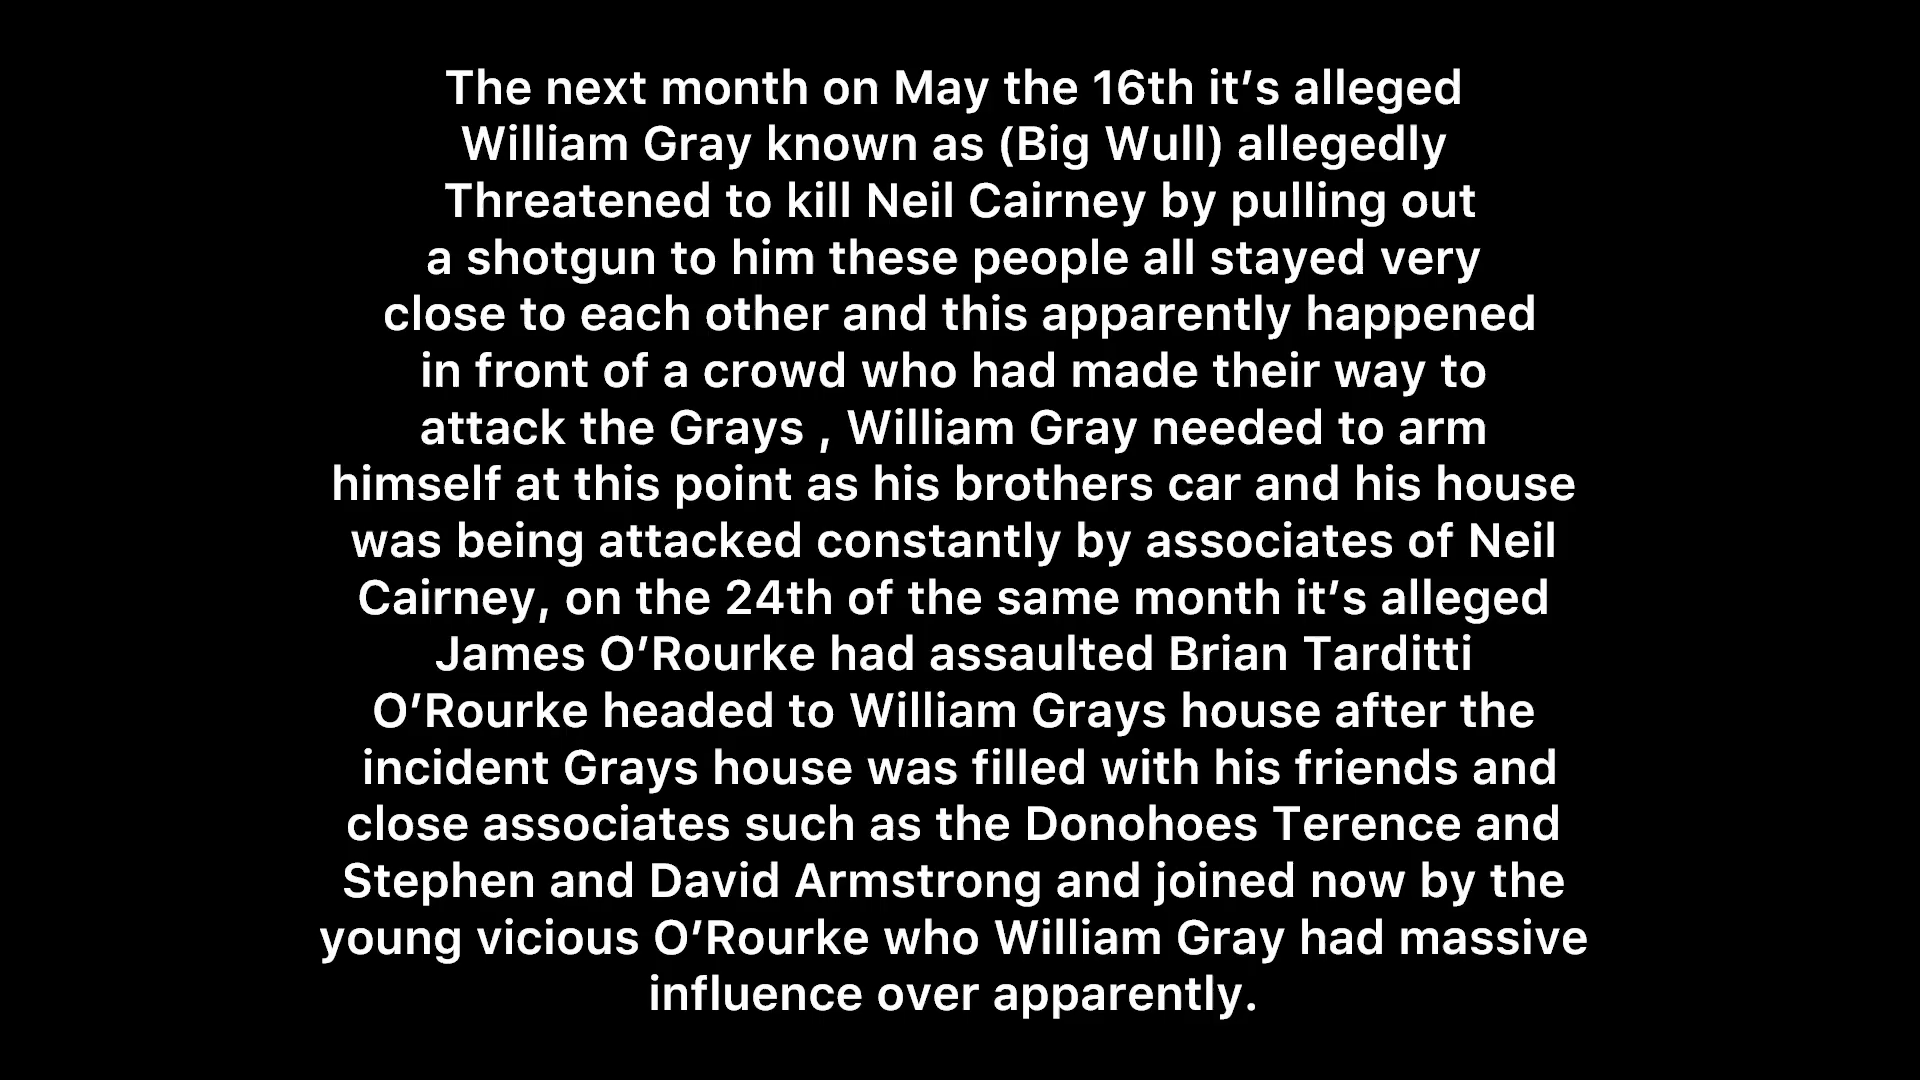 The next month on May the 16th it’s alleged
William Gray known as (Big Wull) allegedly
Threatened to kill Neil Cairney by pulling out
a shotgun to him these people all stayed very
close to each other and this apparently happened
in front of a crowd who had made their way to
attack the Grays , William Gray needed to arm
himself at this point as his brothers car and his house
was being attacked constantly by associates of Neil
Cairney, on the 24th of the same month it’s alleged
James O’Rourke had assaulted Brian Tarditti
O’Rourke headed to William Grays house after the
incident Grays house was filled with his friends and
close associates such as the Donohoes Terence and
Stephen and David Armstrong and joined now by the
young vicious O’Rourke who William Gray had massive
influence over apparently.